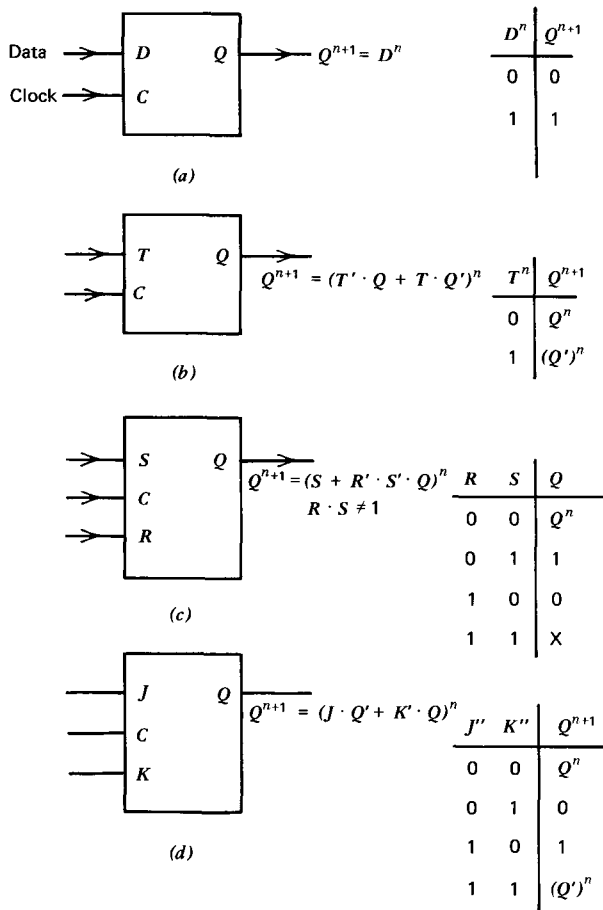 Data D Q Q^{n+1} = D^n
Clock C
D^n Q^{n+1}
0 0
1 1
(a)
T Q
C Q^{n+1} = (T' · Q + T · Q')^n
T^n Q^{n+1}
0 Q^n
1 (Q')^n
(b)
S Q
C Q^{n+1} = (S + R' · S' · Q)^n
R R · S ≠ 1
R S Q
0 0 Q^n
0 1 1
1 0 0
1 1 X
(c)
J Q
C Q^{n+1} = (J · Q' + K' · Q)^n
K
J'' K'' Q^{n+1}
0 0 Q^n
0 1 0
1 0 1
1 1 (Q')^n
(d)